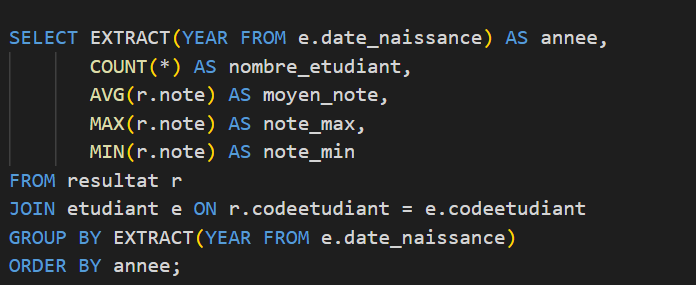 SELECT EXTRACT(YEAR FROM e.date_naissance) AS annee,
COUNT(*) AS nombre_etudiant,
AVG(r.note) AS moyen_note,
MAX(r.note) AS note_max,
MIN(r.note) AS note_min
FROM resultat r
JOIN etudiant e ON r.codeetudiant = e.codeetudiant
GROUP BY EXTRACT(YEAR FROM e.date_naissance)
ORDER BY annee;